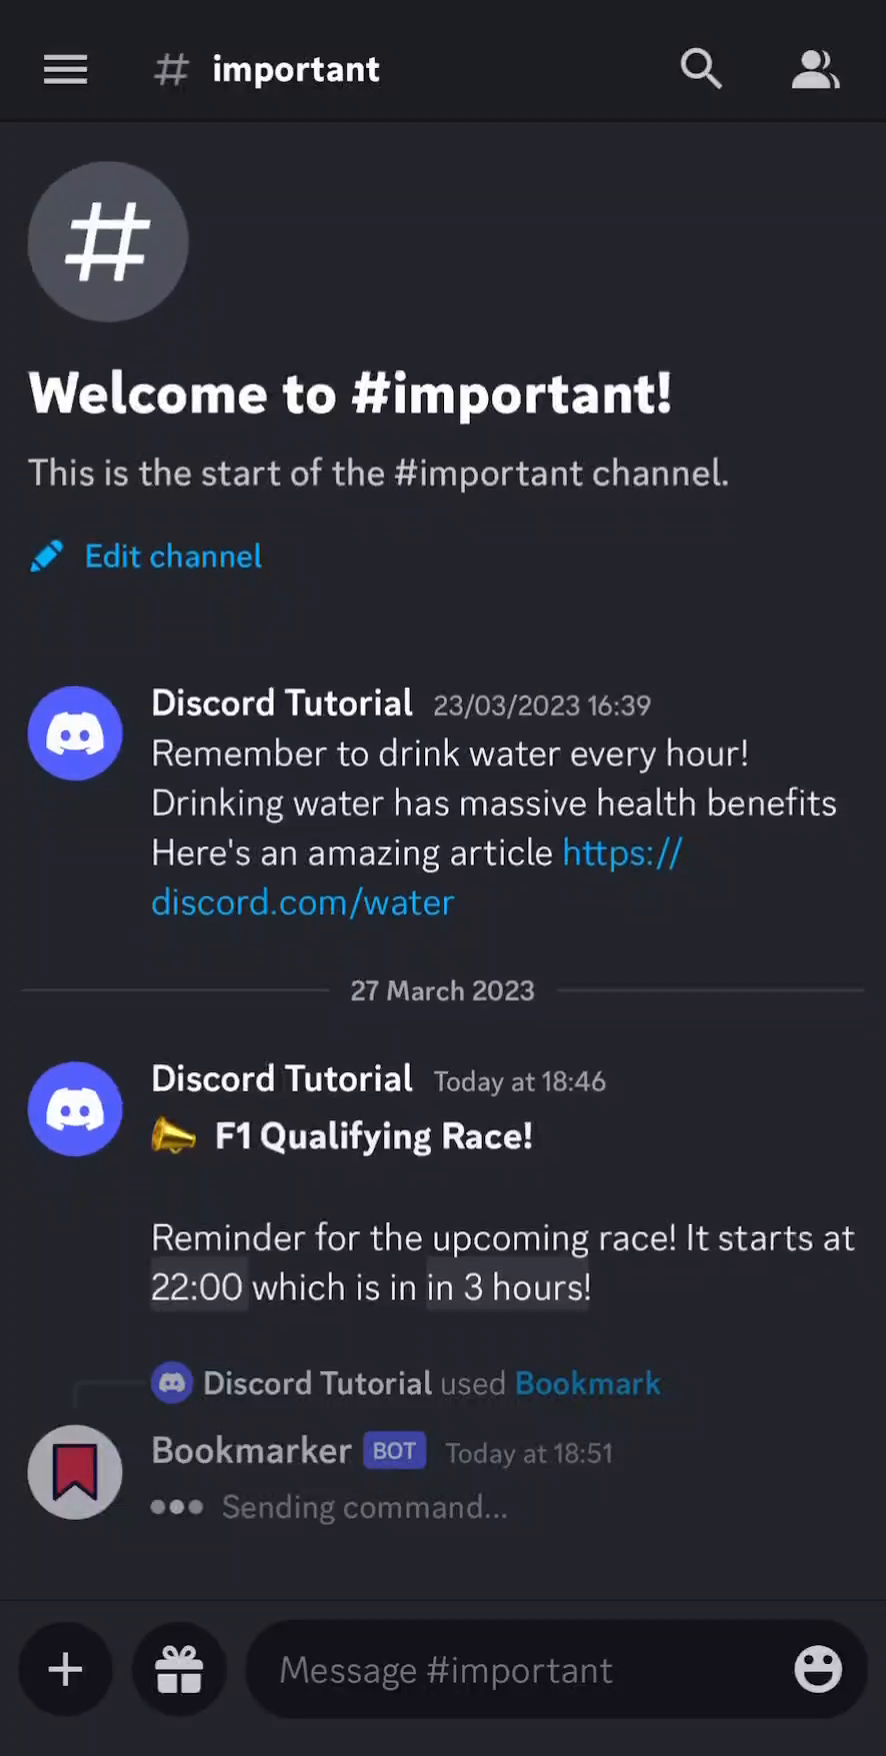 # important
#
Welcome to #important!
This is the start of the #important channel.
Edit channel
Discord Tutorial 23/03/2023 16:39
Remember to drink water every hour!
Drinking water has massive health benefits
Here's an amazing article https://
discord.com/water
27 March 2023
Discord Tutorial Today at 18:46
F1 Qualifying Race!
Reminder for the upcoming race! It starts at
22:00 which is in in 3 hours!
Discord Tutorial used Bookmark
Bookmarker BOT Today at 18:51
Sending command...
Message #important